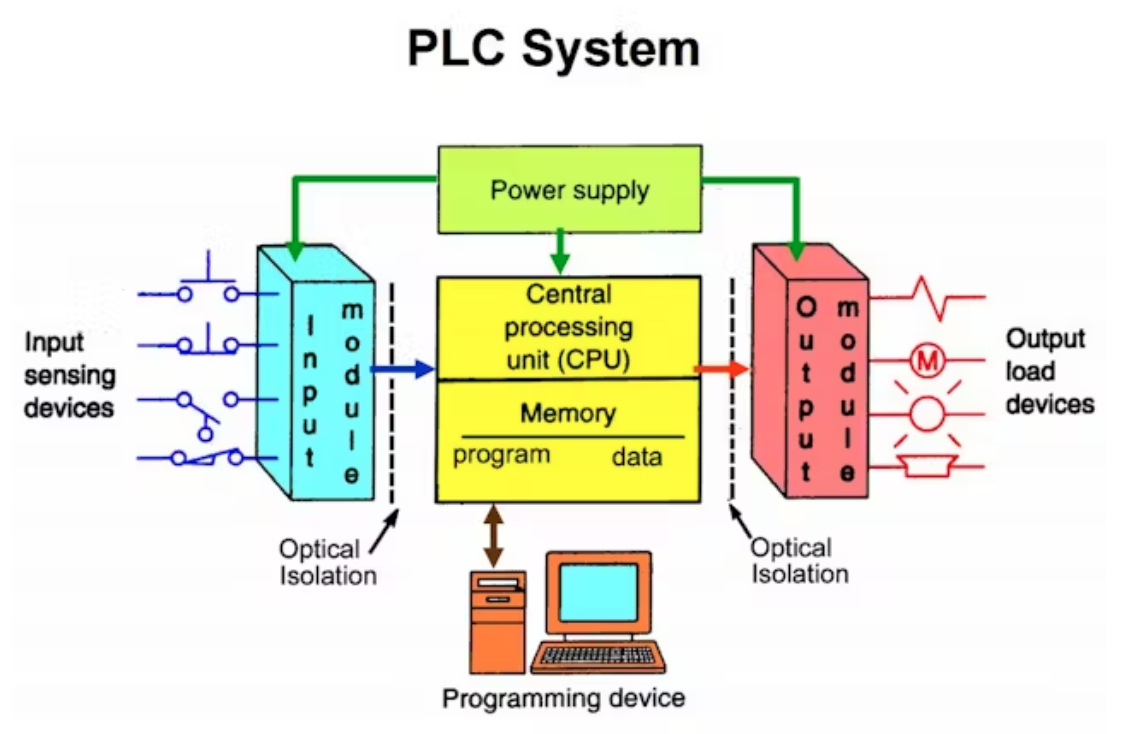 PLC System
Power supply
Input
sensing
devices
Input
module
Central
processing
unit (CPU)
Memory
program data
Output
module
M
Output
load
devices
Optical
Isolation
Optical
Isolation
Programming device